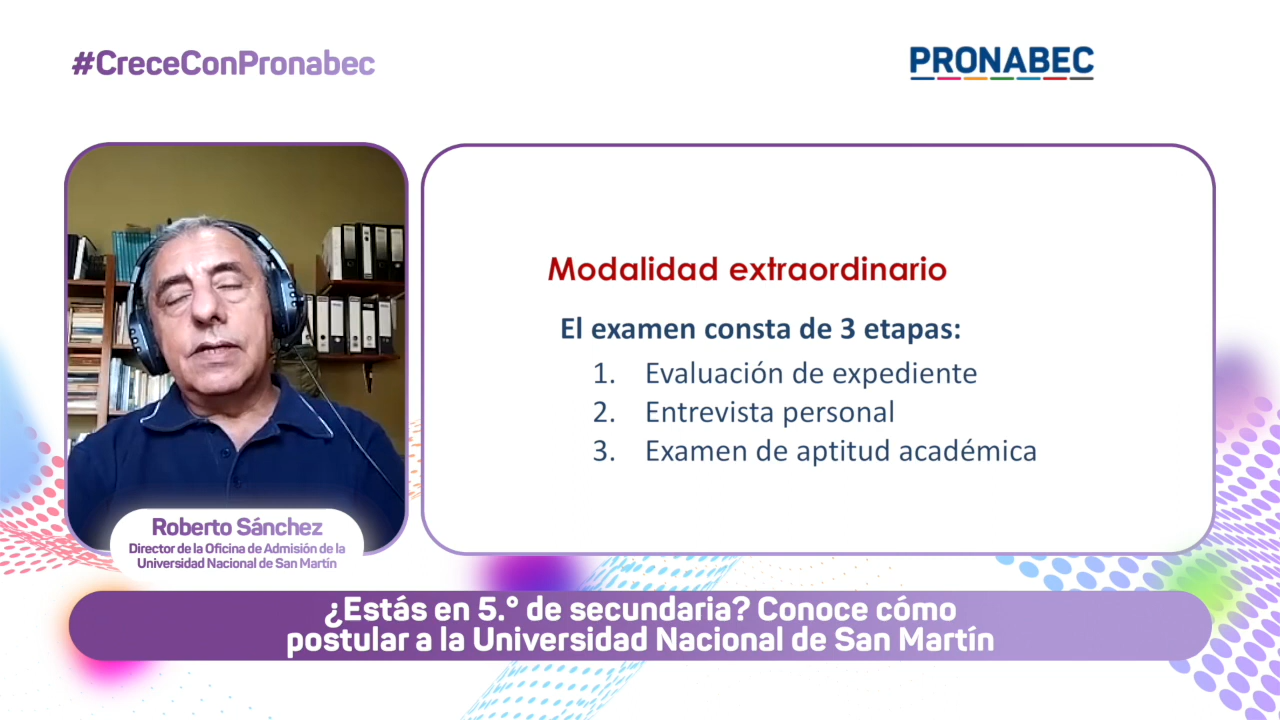 #CreceConPronabec
PRONABEC
Modalidad extraordinario
El examen consta de 3 etapas:
1. Evaluación de expediente
2. Entrevista personal
3. Examen de aptitud académica
Roberto Sánchez
Director de la Oficina de Admisión de la
Universidad Nacional de San Martín
¿Estás en 5.° de secundaria? Conoce cómo
postular a la Universidad Nacional de San Martín